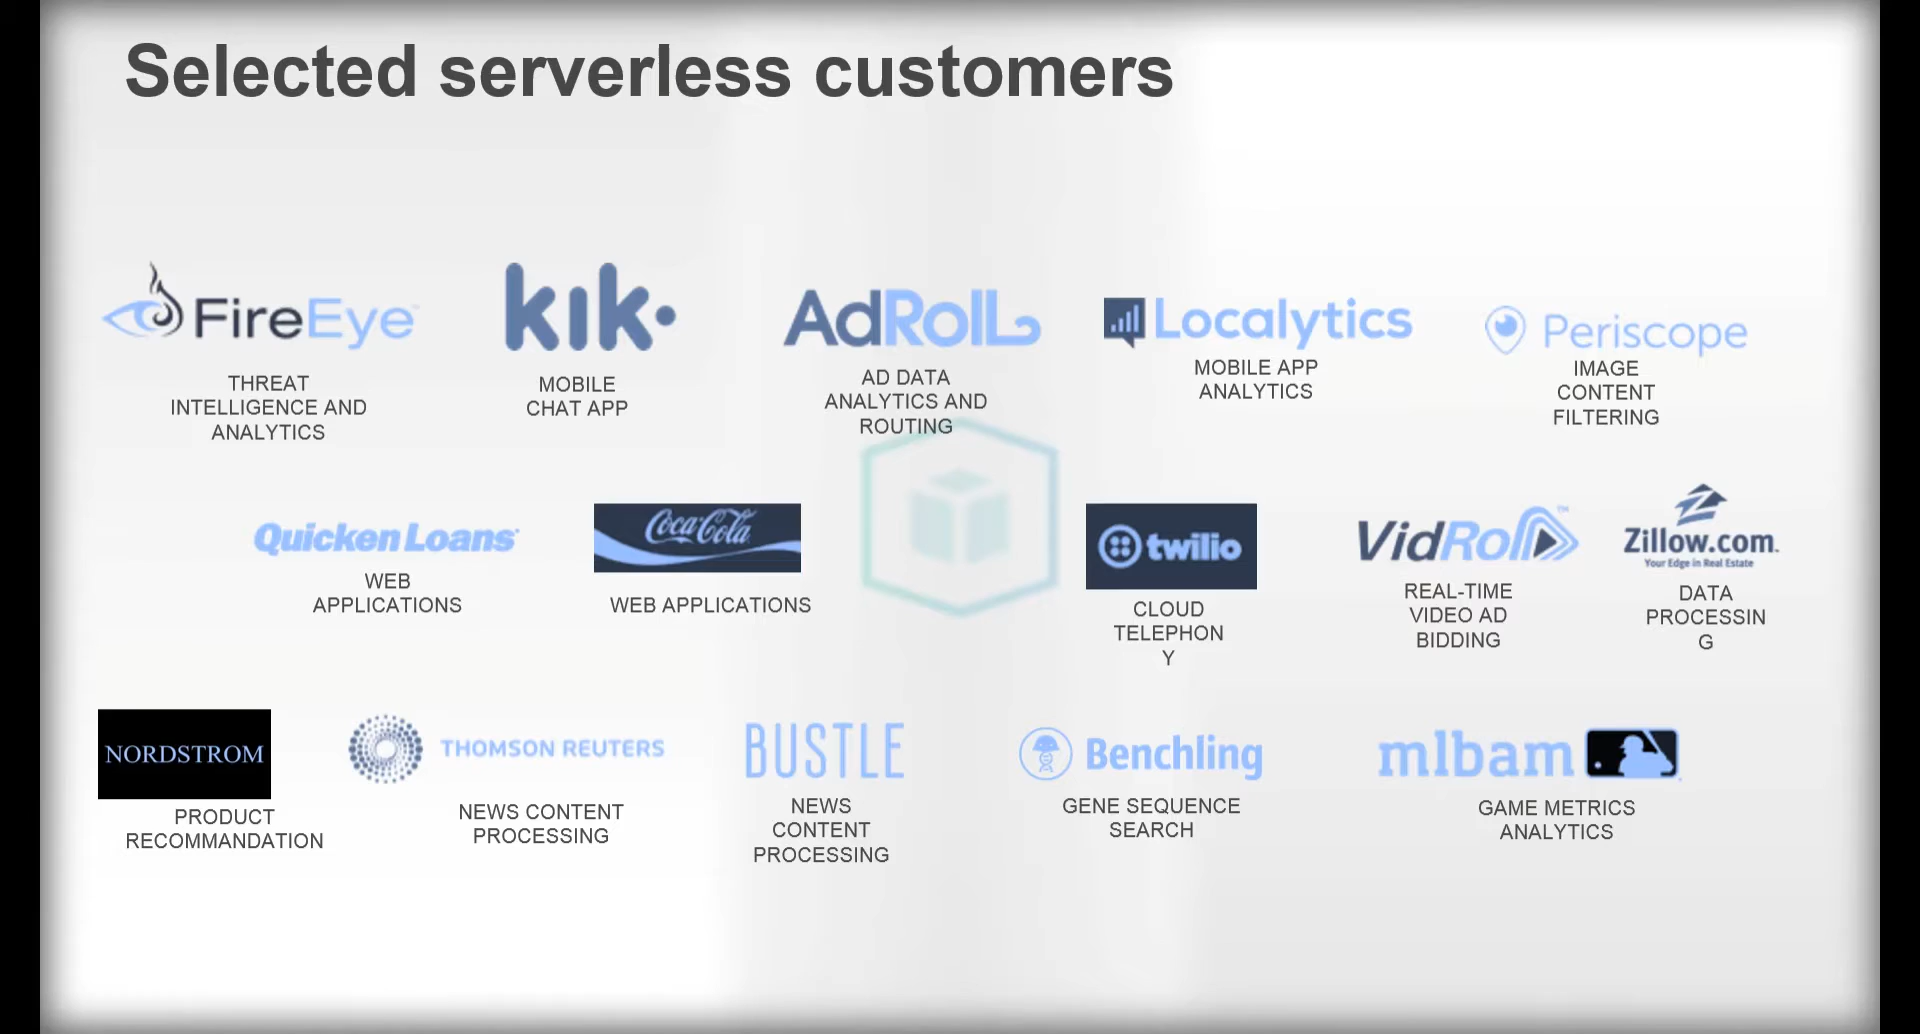 Selected serverless customers
FireEye™
THREAT
INTELLIGENCE AND
ANALYTICS
kik.
MOBILE
CHAT APP
AdRoll
AD DATA
ANALYTICS AND
ROUTING
Localytics
MOBILE APP
ANALYTICS
Periscope
IMAGE
CONTENT
FILTERING
Quicken Loans
WEB
APPLICATIONS
Coca-Cola
WEB APPLICATIONS
twilio
CLOUD
TELEPHON
Y
VidRoll™
REAL-TIME
VIDEO AD
BIDDING
Zillow.com
Your Edge in Real Estate
DATA
PROCESSIN
G
NORDSTROM
PRODUCT
RECOMMANDATION
THOMSON REUTERS
NEWS CONTENT
PROCESSING
BUSTLE
NEWS
CONTENT
PROCESSING
Benchling
GENE SEQUENCE
SEARCH
mlbam
GAME METRICS
ANALYTICS